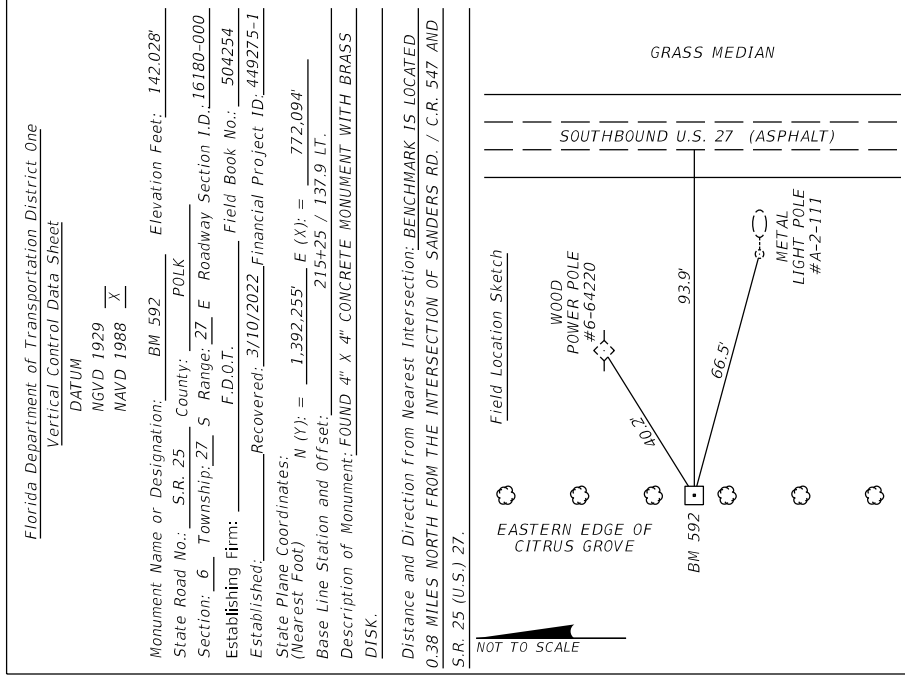 Florida Department of Transportation District One
Vertical Control Data Sheet
DATUM
NGVD 1929
NAVD 1988 X
Monument Name or Designation: BM 592 Elevation Feet: 142.028'
State Road No.: S.R. 25 County: POLK
Section: 6 Township: 27 S Range: 27 E Roadway Section I.D.: 16180-000
Establishing Firm: F.D.O.T. Field Book No.: 504254
Established: Recovered: 3/10/2022 Financial Project ID: 449275-1
State Plane Coordinates:
(Nearest Foot) N (Y): = 1,392,255' E (X): = 772,094'
Base Line Station and Offset: 215+25 / 137.9 LT.
Description of Monument: FOUND 4" X 4" CONCRETE MONUMENT WITH BRASS
DISK.
Distance and Direction from Nearest Intersection: BENCHMARK IS LOCATED
0.38 MILES NORTH FROM THE INTERSECTION OF SANDERS RD. / C.R. 547 AND
S.R. 25 (U.S.) 27.
Field Location Sketch
GRASS MEDIAN
SOUTHBOUND U.S. 27 (ASPHALT)
WOOD
POWER POLE
#6-64220
METAL
LIGHT POLE
#A-2-111
93.9'
66.5'
40.2'
EASTERN EDGE OF
CITRUS GROVE
BM 592
NOT TO SCALE